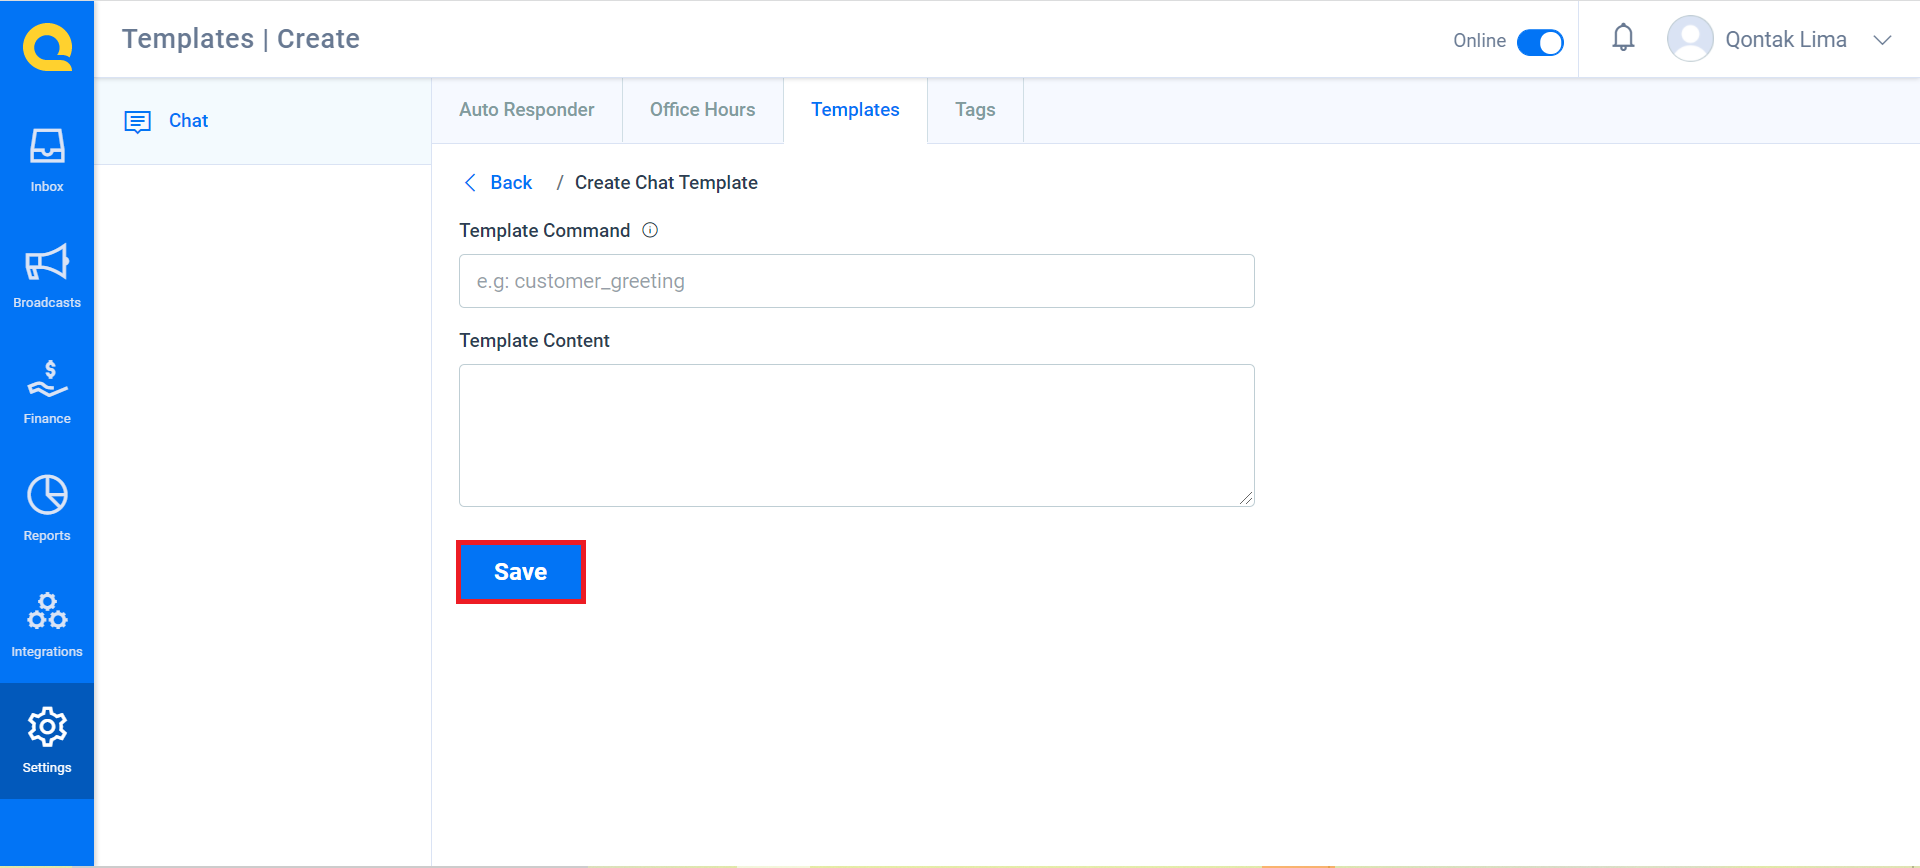 Templates | Create
Online
Qontak Lima
Inbox
Broadcasts
Finance
Reports
Integrations
Settings
Chat
Auto Responder
Office Hours
Templates
Tags
Back / Create Chat Template
Template Command
e.g: customer_greeting
Template Content
Save